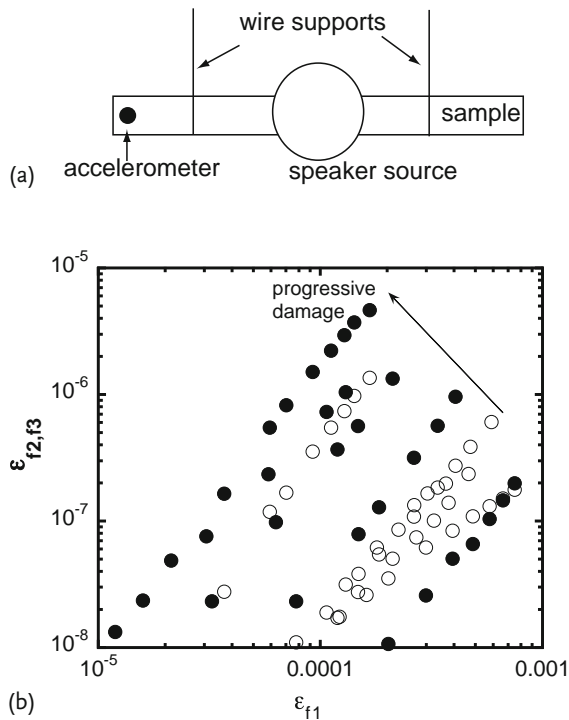 wire supports
sample
accelerometer
speaker source
(a)
10^-5
10^-6
10^-7
10^-8
ε_f2,f3
progressive
damage
10^-5
0.0001
0.001
ε_f1
(b)